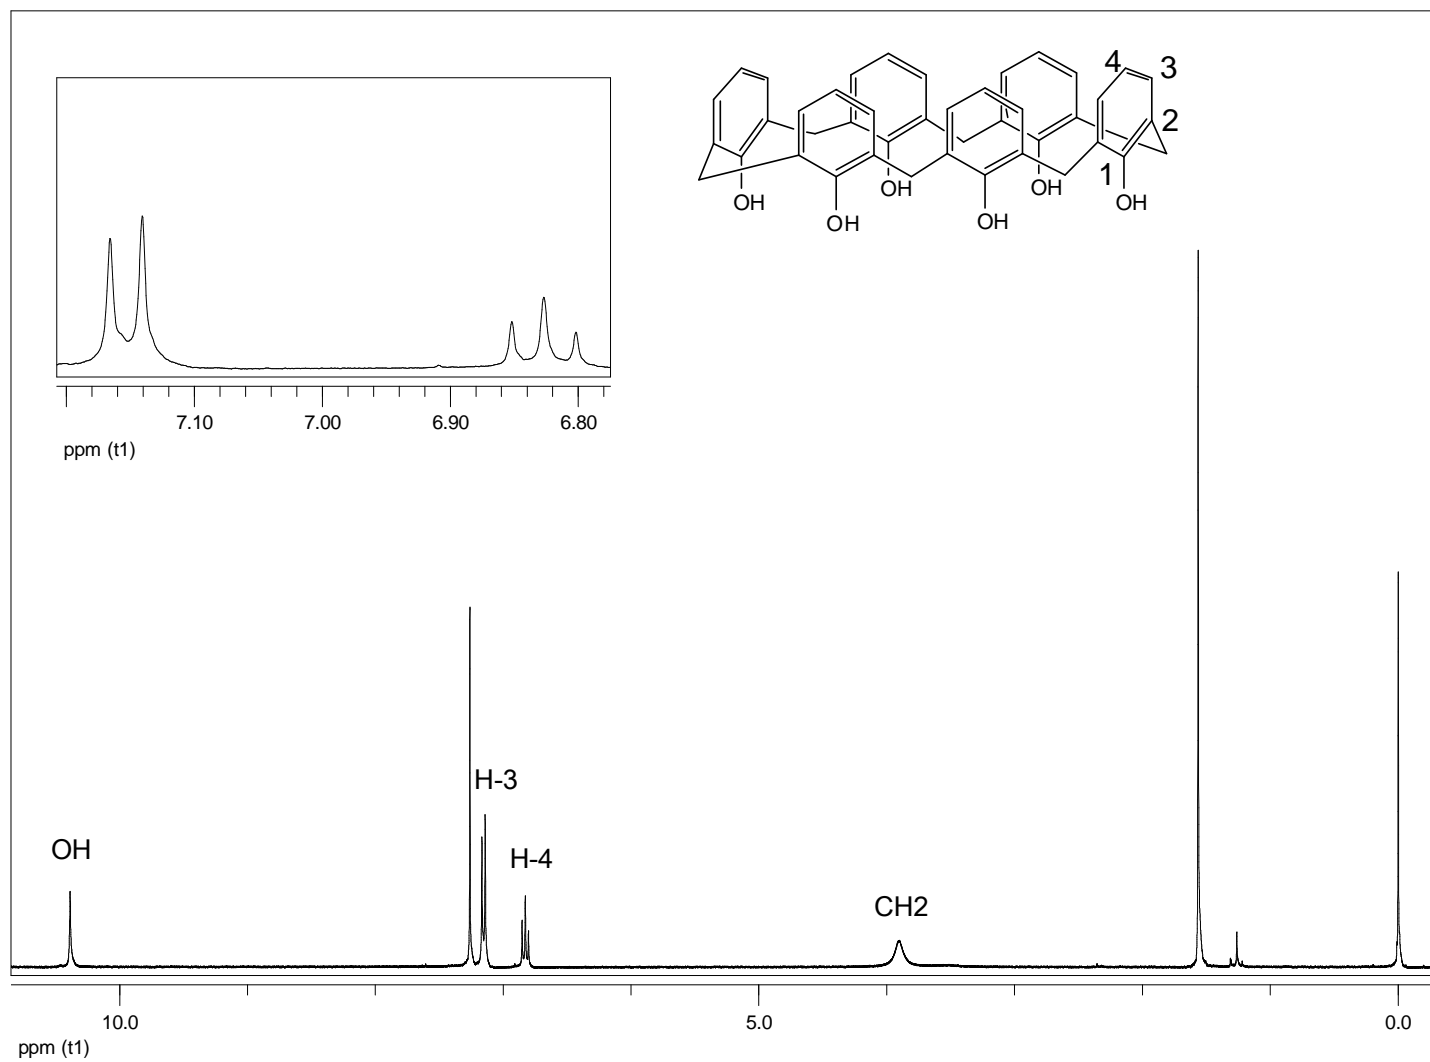 4 3
2
1
OH OH OH OH OH OH
7.10 7.00 6.90 6.80
ppm (t1)
H-3
OH H-4
CH2
10.0 5.0 0.0
ppm (t1)